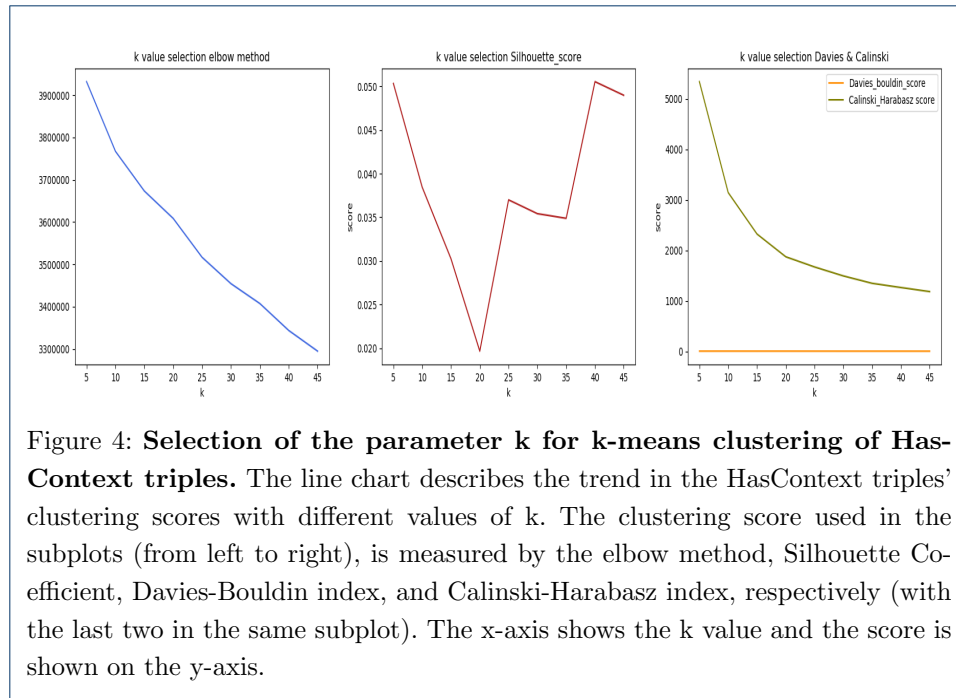 k value selection elbow method
3900000
3800000
3700000
3600000
3500000
3400000
3300000
5 10 15 20 25 30 35 40 45
k
k value selection Silhouette_score
score
0.050
0.045
0.040
0.035
0.030
0.025
0.020
5 10 15 20 25 30 35 40 45
k
k value selection Davies & Calinski
Davies_bouldin_score
Calinski_Harabasz score
score
5000
4000
3000
2000
1000
0
5 10 15 20 25 30 35 40 45
k
Figure 4: Selection of the parameter k for k-means clustering of Has-
Context triples. The line chart describes the trend in the HasContext triples'
clustering scores with different values of k. The clustering score used in the
subplots (from left to right), is measured by the elbow method, Silhouette Co-
efficient, Davies-Bouldin index, and Calinski-Harabasz index, respectively (with
the last two in the same subplot). The x-axis shows the k value and the score is
shown on the y-axis.